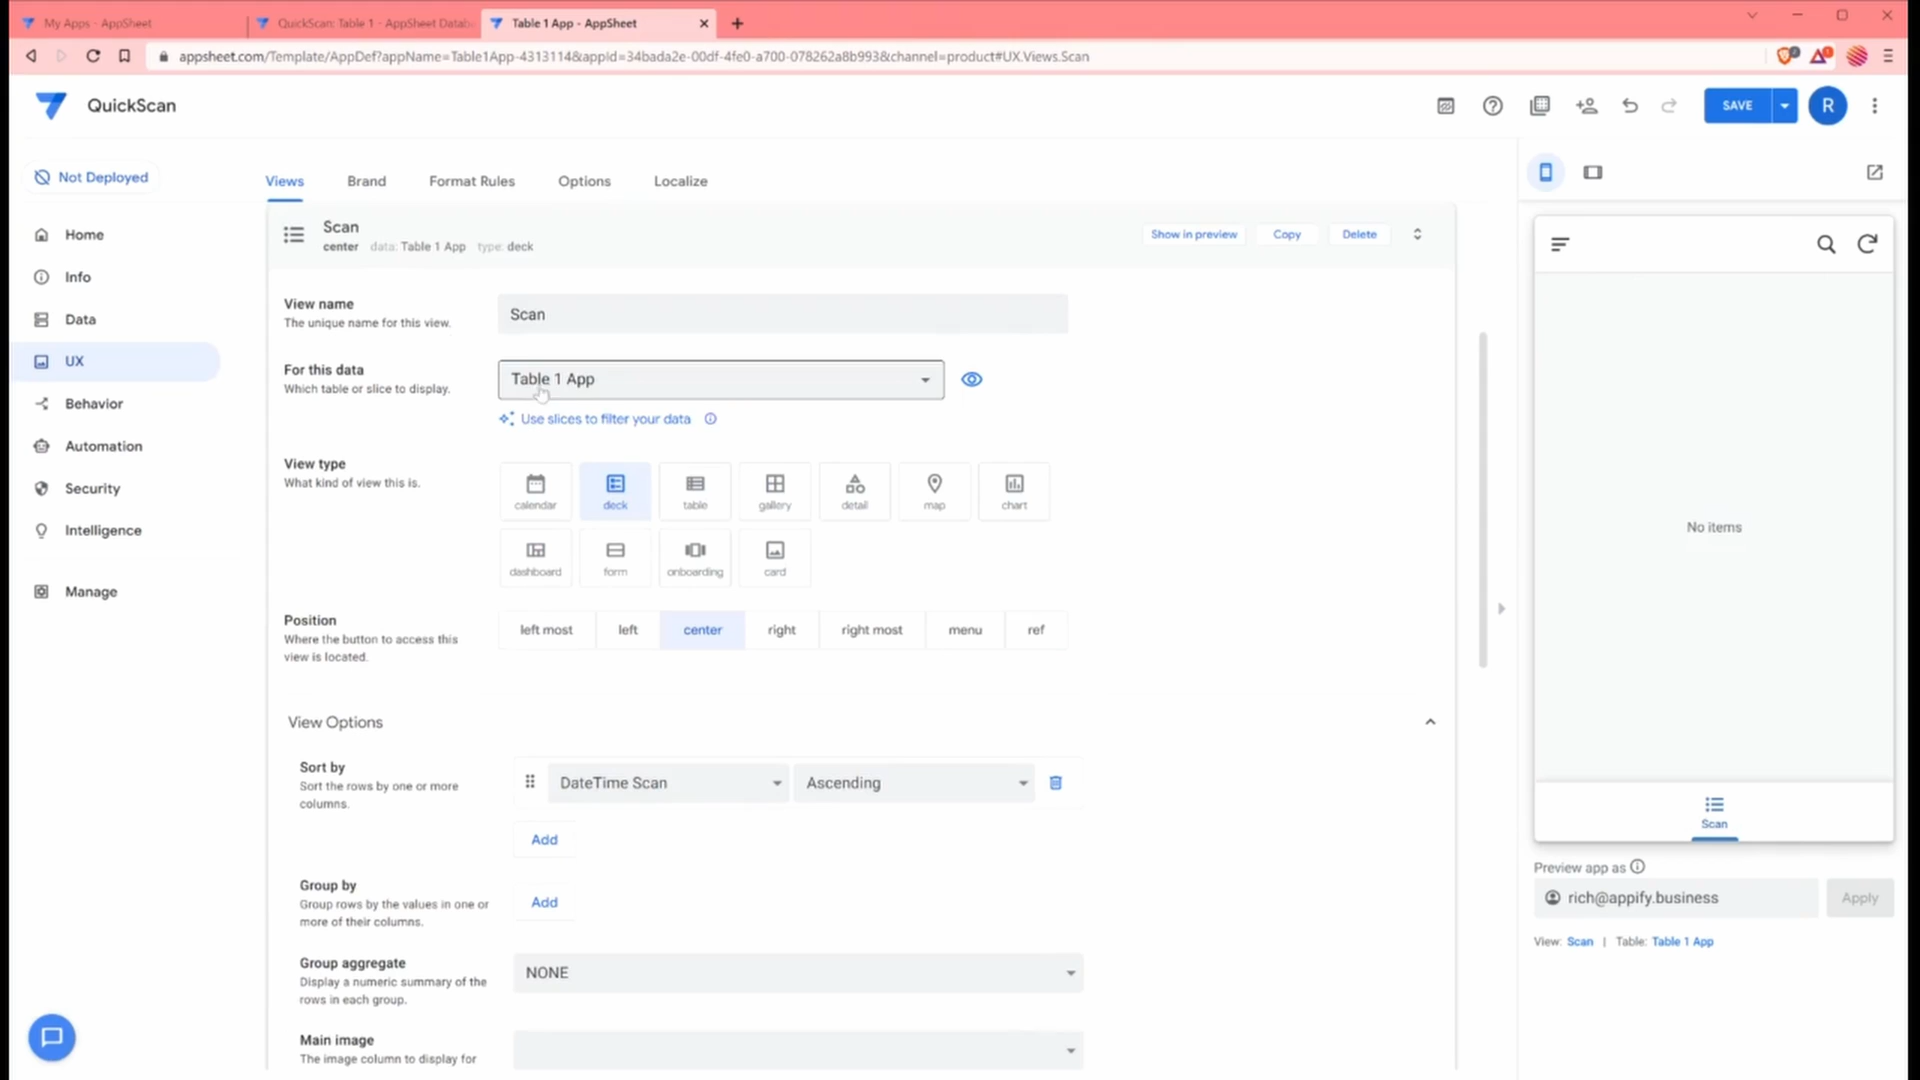 My Apps - AppSheet
QuickScan: Table 1 - AppSheet Datab
Table 1 App - AppSheet
appsheet.com/Template/AppDef?appName=Table1App-4313114&appId=34bada2e-00df-4fe0-a700-078262a8b993&channel=product#UX.Views.Scan
QuickScan
SAVE
R
Not Deployed
Home
Info
Data
UX
Behavior
Automation
Security
Intelligence
Manage
Views Brand Format Rules Options Localize
Scan
center data: Table 1 App type: deck
Show in preview Copy Delete
View name
The unique name for this view.
Scan
For this data
Which table or slice to display.
Table 1 App
Use slices to filter your data
View type
What kind of view this is.
calendar deck table gallery detail map chart
dashboard form onboarding card
Position
Where the button to access this
view is located.
left most left center right right most menu ref
View Options
Sort by
Sort the rows by one or more
columns.
DateTime Scan Ascending
Add
Group by
Group rows by the values in one or
more of their columns.
Add
Group aggregate
Display a numeric summary of the
rows in each group.
NONE
Main image
The image column to display for
No items
Scan
Preview app as
rich@appify.business
Apply
View: Scan | Table: Table 1 App